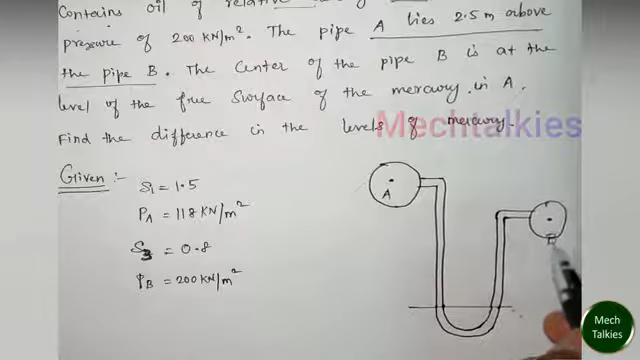 Contains oil of relative
pressure of 200 KN/m². The pipe A lies 2.5m above
the pipe B. The Center of the pipe B is at the
level of the free Surface of the mercury in A.
Find the difference in the levels of mercury.
Mechtalkies
Given :-
S₁ = 1.5
PA = 118 KN/m²
S₃ = 0.8
PB = 200 KN/m²
A
Mech
Talkies